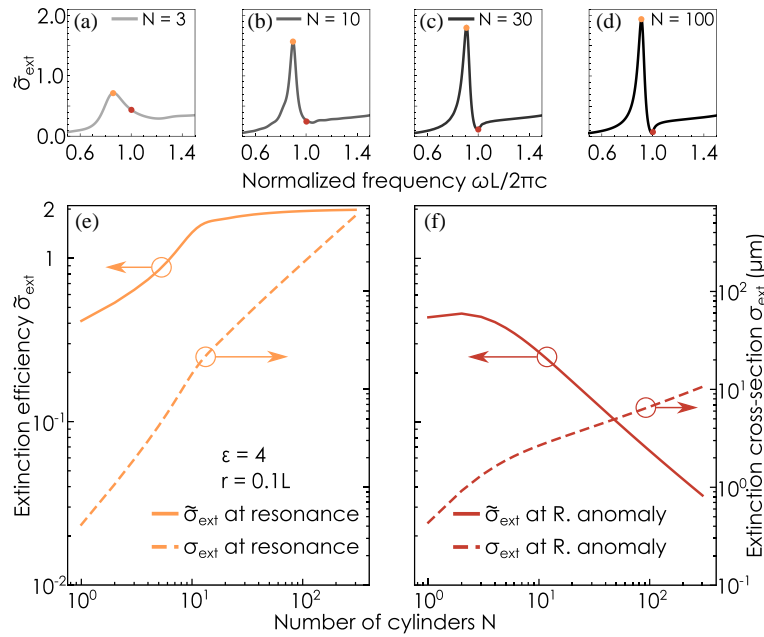 (a) N = 3
(b) N = 10
(c) N = 30
(d) N = 100
σ̃ext
2.0
1.0
0.0
0.6 1.0 1.4
0.6 1.0 1.4
0.6 1.0 1.4
0.6 1.0 1.4
Normalized frequency ωL/2πc
(e)
(f)
Extinction efficiency σ̃ext
2
1
10-1
10-2
ε = 4
r = 0.1L
σ̃ext at resonance
σext at resonance
σ̃ext at R. anomaly
σext at R. anomaly
Extinction cross-section σext (μm)
102
101
100
10-1
100 101 102
100 101 102
Number of cylinders N